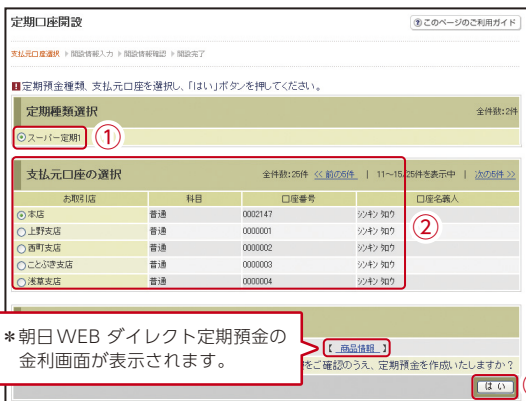 定期口座開設
このページのご利用ガイド
支払元口座選択 ▶ 開設情報入力 ▶ 開設情報確認 ▶ 開設完了
定期預金種類、支払元口座を選択し、「はい」ボタンを押してください。
定期種類選択 全件数:2件
スーパー定期1 ①
支払元口座の選択 全件数:25件 <<前の5件 | 11～15/25件を表示中 | 次の5件>>
お取引店 科目 口座番号 口座名義人
本店 普通 0002147 シンキン タロウ
上野支店 普通 0000001 シンキン タロウ
西町支店 普通 0000002 シンキン タロウ
ことぶき支店 普通 0000003 シンキン タロウ
浅草支店 普通 0000004 シンキン タロウ
②
＊朝日WEB ダイレクト定期預金の
金利画面が表示されます。
【 商品情報 】
をご確認のうえ、定期預金を作成いたしますか？
はい